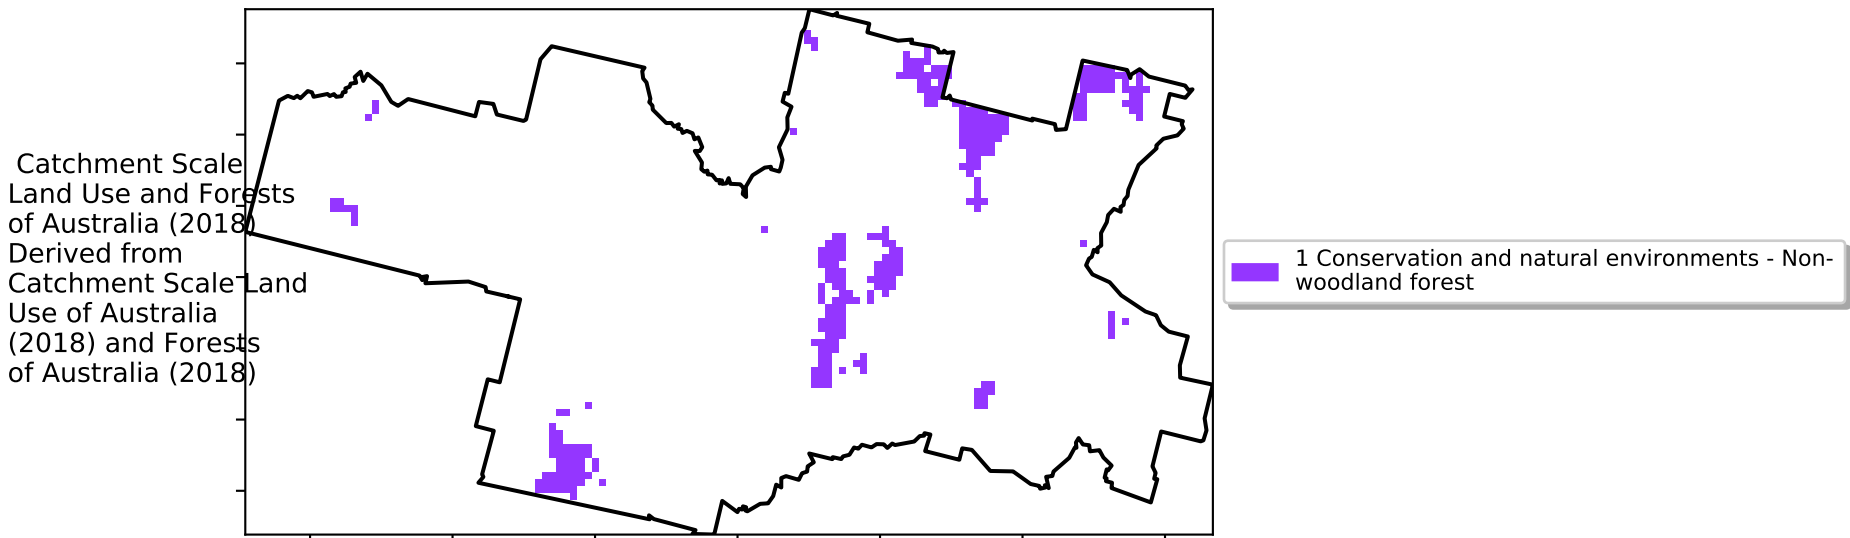 Catchment Scale
Land Use and Forests
of Australia (2018)
Derived from
Catchment Scale Land
Use of Australia
(2018) and Forests
of Australia (2018)
1 Conservation and natural environments - Non-
woodland forest